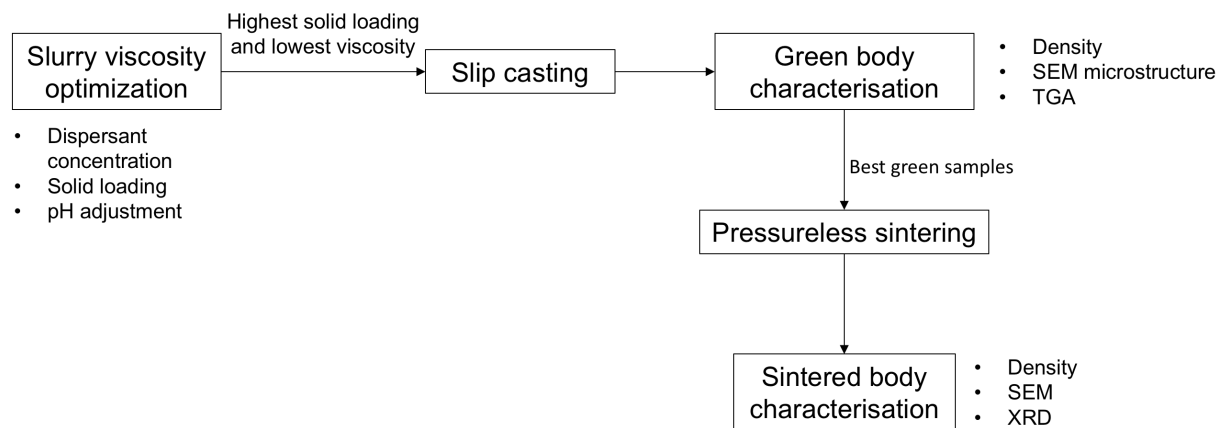 Highest solid loading
and lowest viscosity
Slurry viscosity
optimization
Slip casting
Green body
characterisation
• Density
• SEM microstructure
• TGA
• Dispersant
concentration
• Solid loading
• pH adjustment
Best green samples
Pressureless sintering
Sintered body
characterisation
• Density
• SEM
• XRD